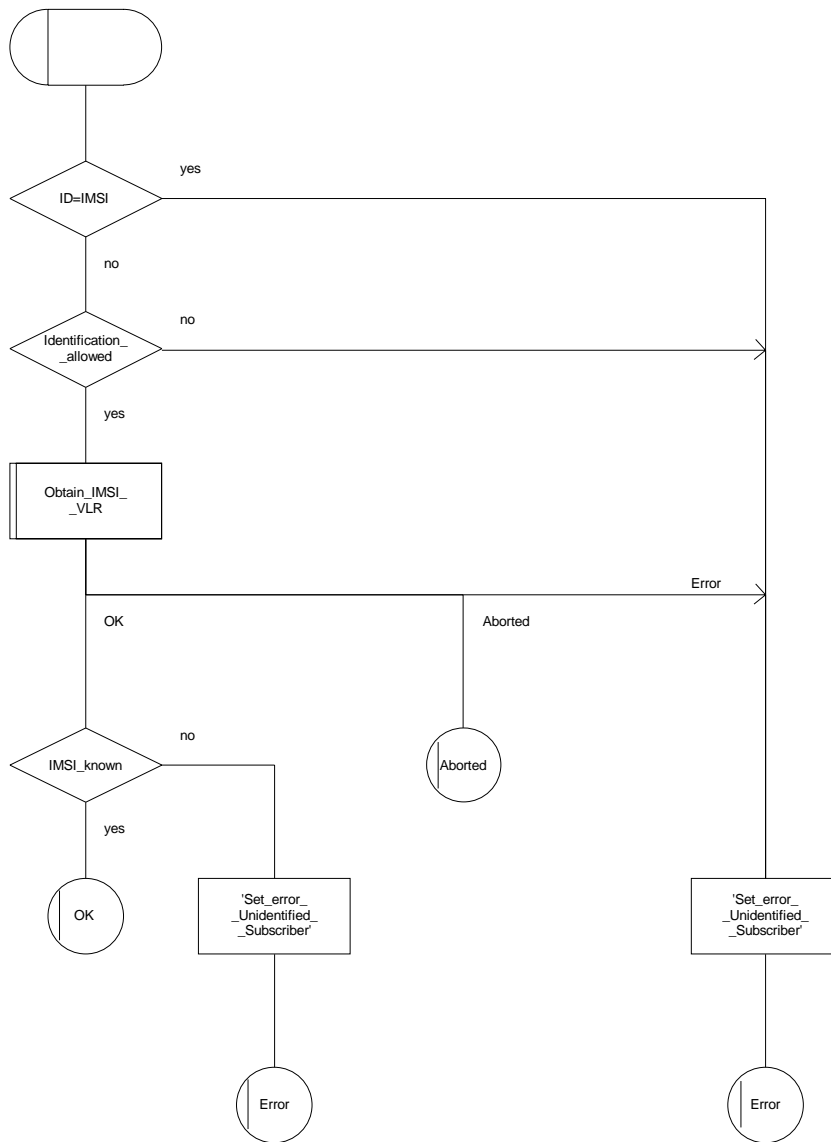 yes
ID=IMSI
no
no
Identification_
_allowed
yes
Obtain_IMSI_
_VLR
Error
OK
Aborted
no
IMSI_known
Aborted
yes
OK
'Set_error_
_Unidentified_
_Subscriber'
'Set_error_
_Unidentified_
_Subscriber'
Error
Error